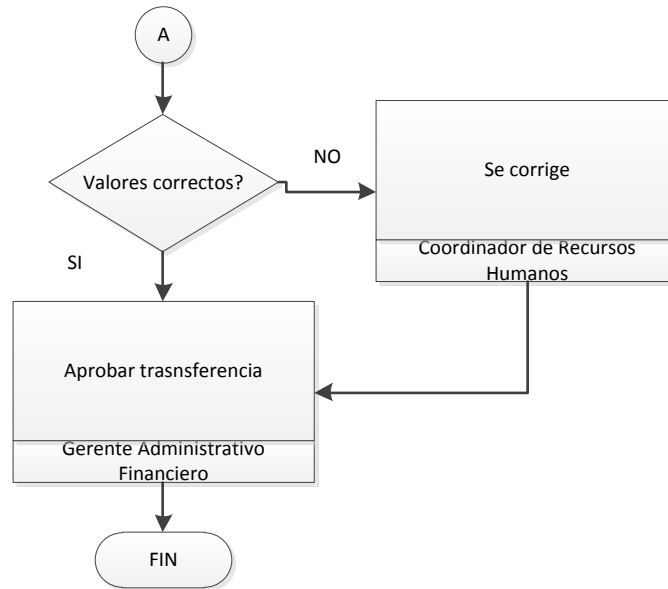 A
Valores correctos?
NO
Se corrige
Coordinador de Recursos
Humanos
SI
Aprobar trasnsferencia
Gerente Administrativo
Financiero
FIN